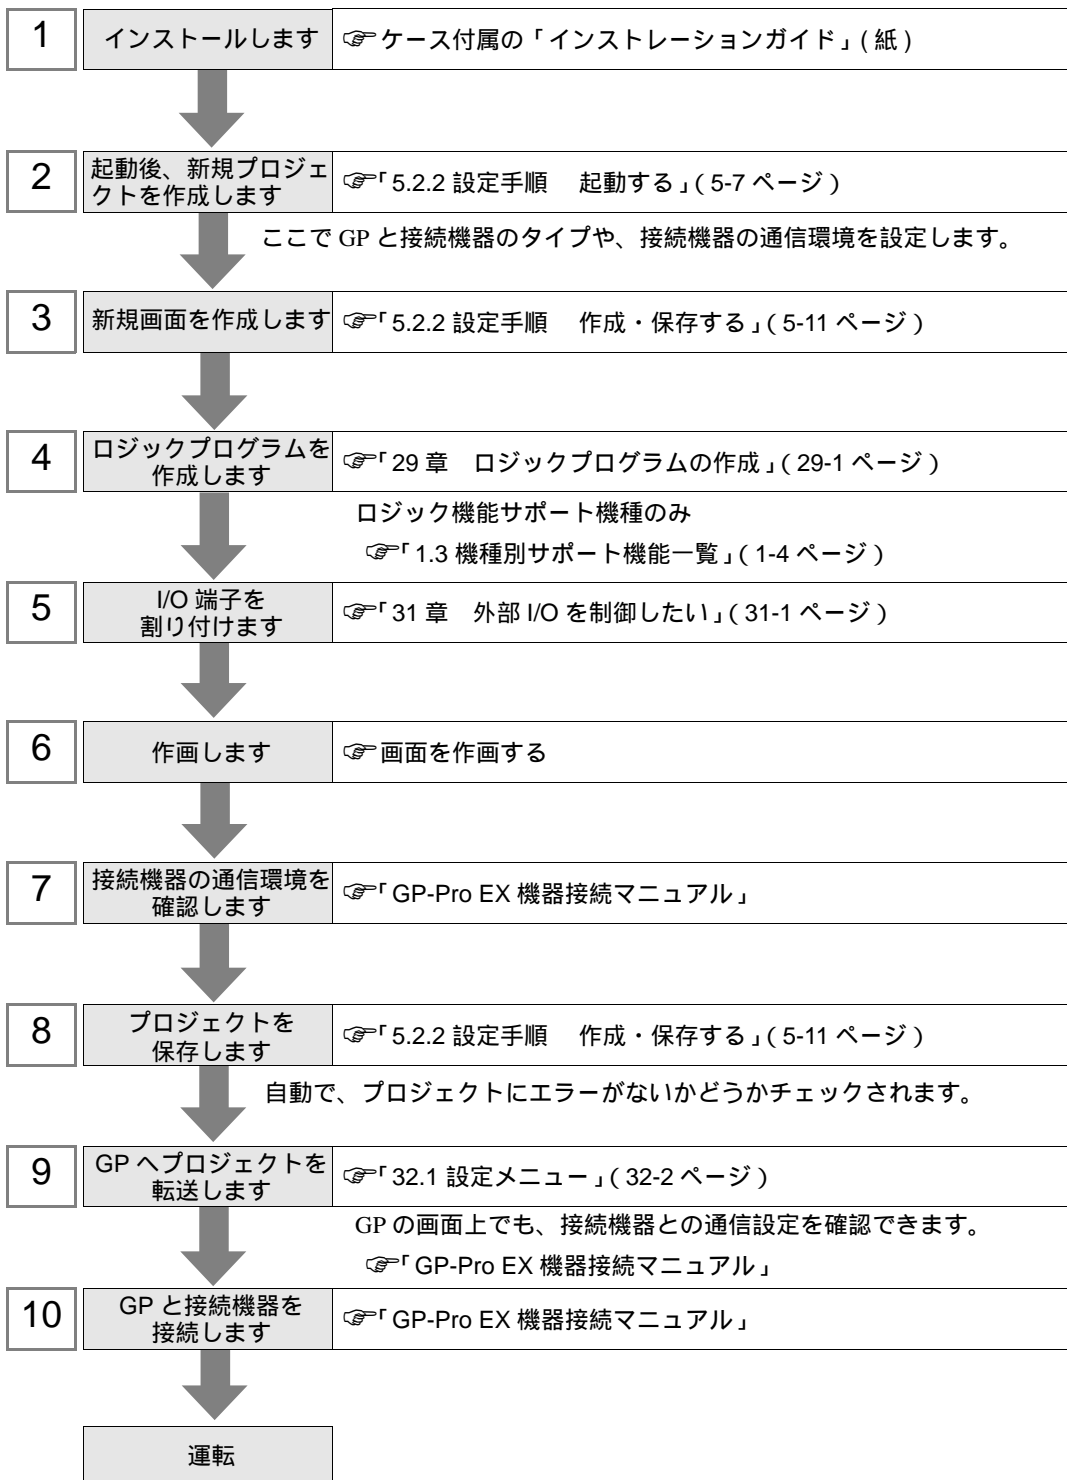 1
インストールします
☞ケース付属の「インストレーションガイド」(紙)
2
起動後、新規プロジェ
クトを作成します
☞「5.2.2 設定手順　起動する」(5-7 ページ)
ここで GP と接続機器のタイプや、接続機器の通信環境を設定します。
3
新規画面を作成します
☞「5.2.2 設定手順　作成・保存する」(5-11 ページ)
4
ロジックプログラムを
作成します
☞「29 章　ロジックプログラムの作成」(29-1 ページ)
ロジック機能サポート機種のみ
☞「1.3 機種別サポート機能一覧」(1-4 ページ)
5
I/O 端子を
割り付けます
☞「31 章　外部 I/O を制御したい」(31-1 ページ)
6
作画します
☞画面を作画する
7
接続機器の通信環境を
確認します
☞「GP-Pro EX 機器接続マニュアル」
8
プロジェクトを
保存します
☞「5.2.2 設定手順　作成・保存する」(5-11 ページ)
自動で、プロジェクトにエラーがないかどうかチェックされます。
9
GP へプロジェクトを
転送します
☞「32.1 設定メニュー」(32-2 ページ)
GP の画面上でも、接続機器との通信設定を確認できます。
☞「GP-Pro EX 機器接続マニュアル」
10
GP と接続機器を
接続します
☞「GP-Pro EX 機器接続マニュアル」
運転